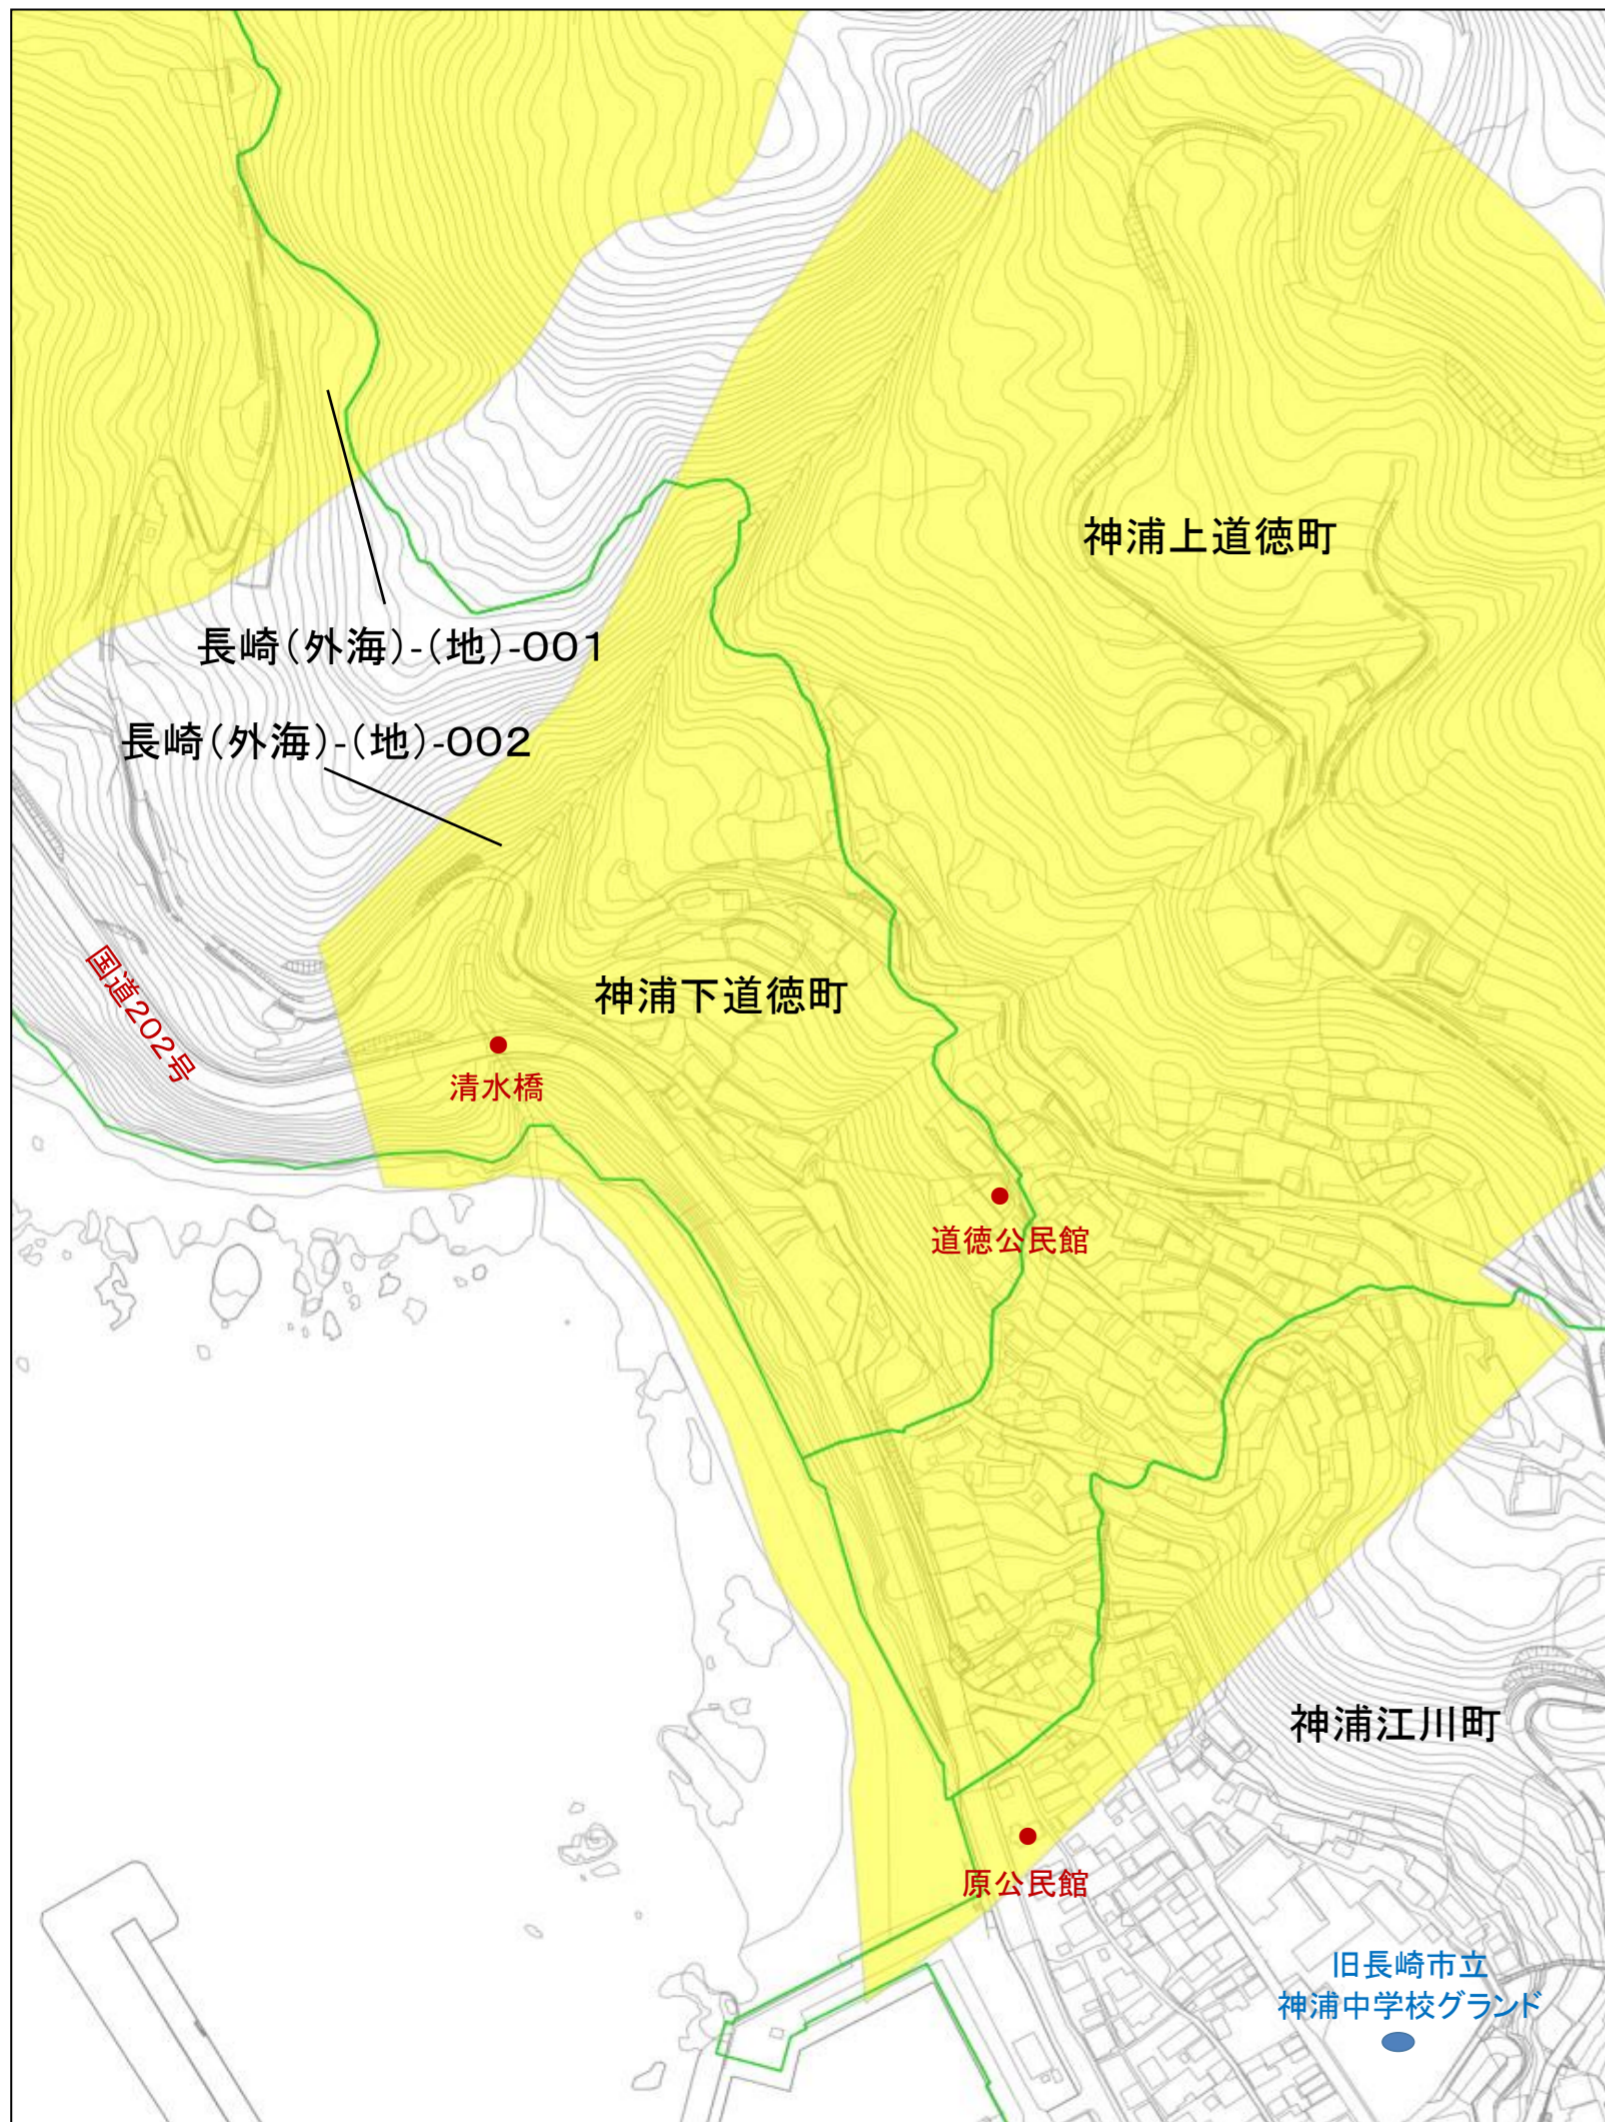 神浦上道徳町
長崎(外海)-(地)-001
長崎(外海)-(地)-002
国道202号
神浦下道徳町
清水橋
道徳公民館
神浦江川町
原公民館
旧長崎市立
神浦中学校グランド